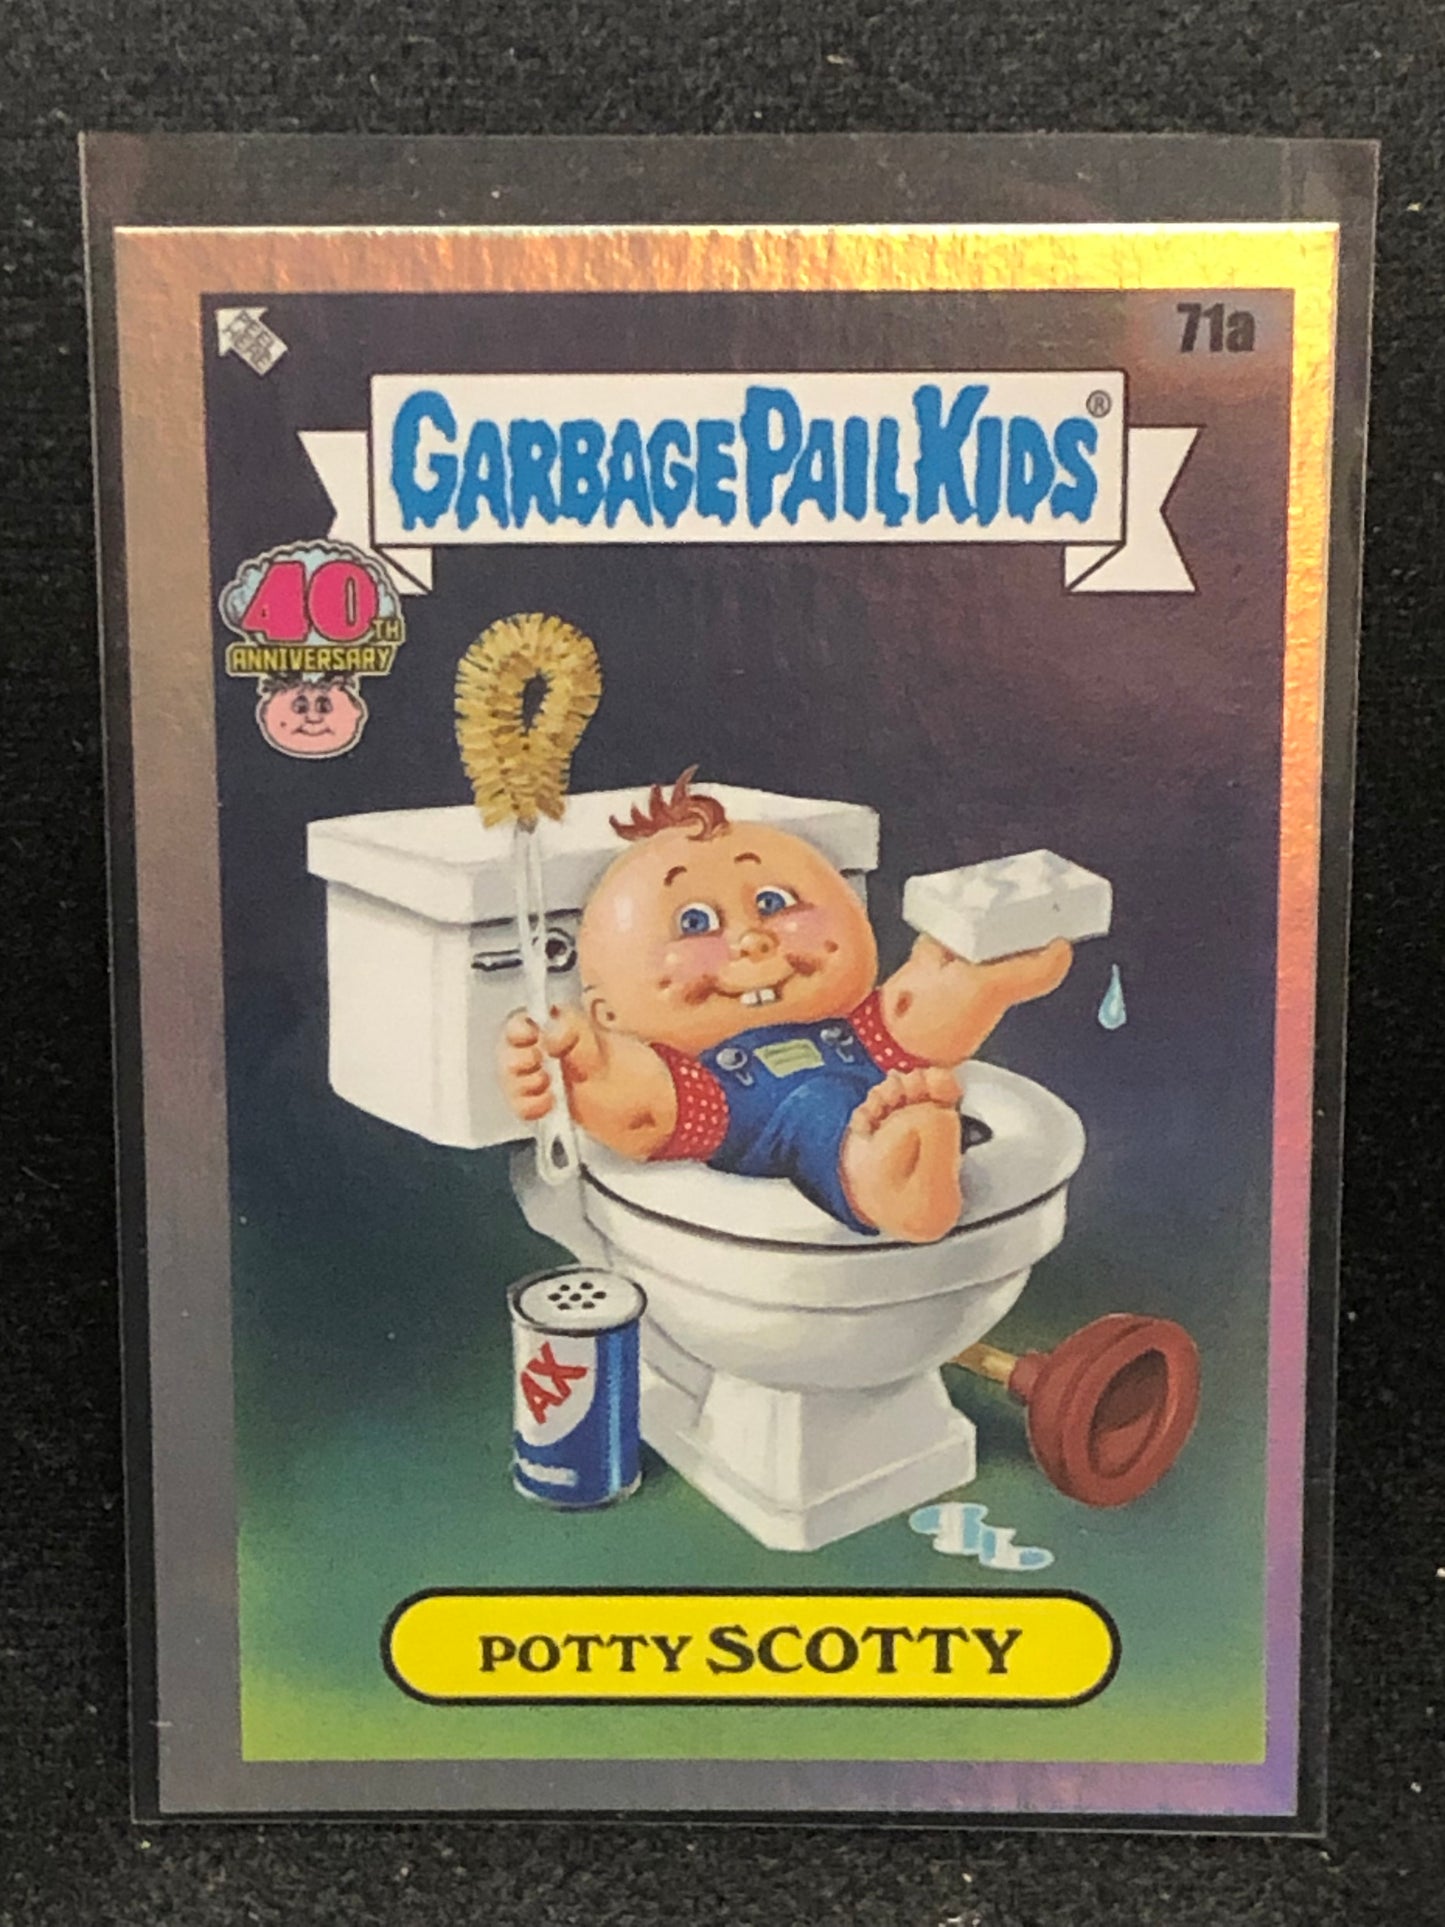 71a
GARBAGE PAIL KIDS®
40TH
ANNIVERSARY
AX
POTTY SCOTTY